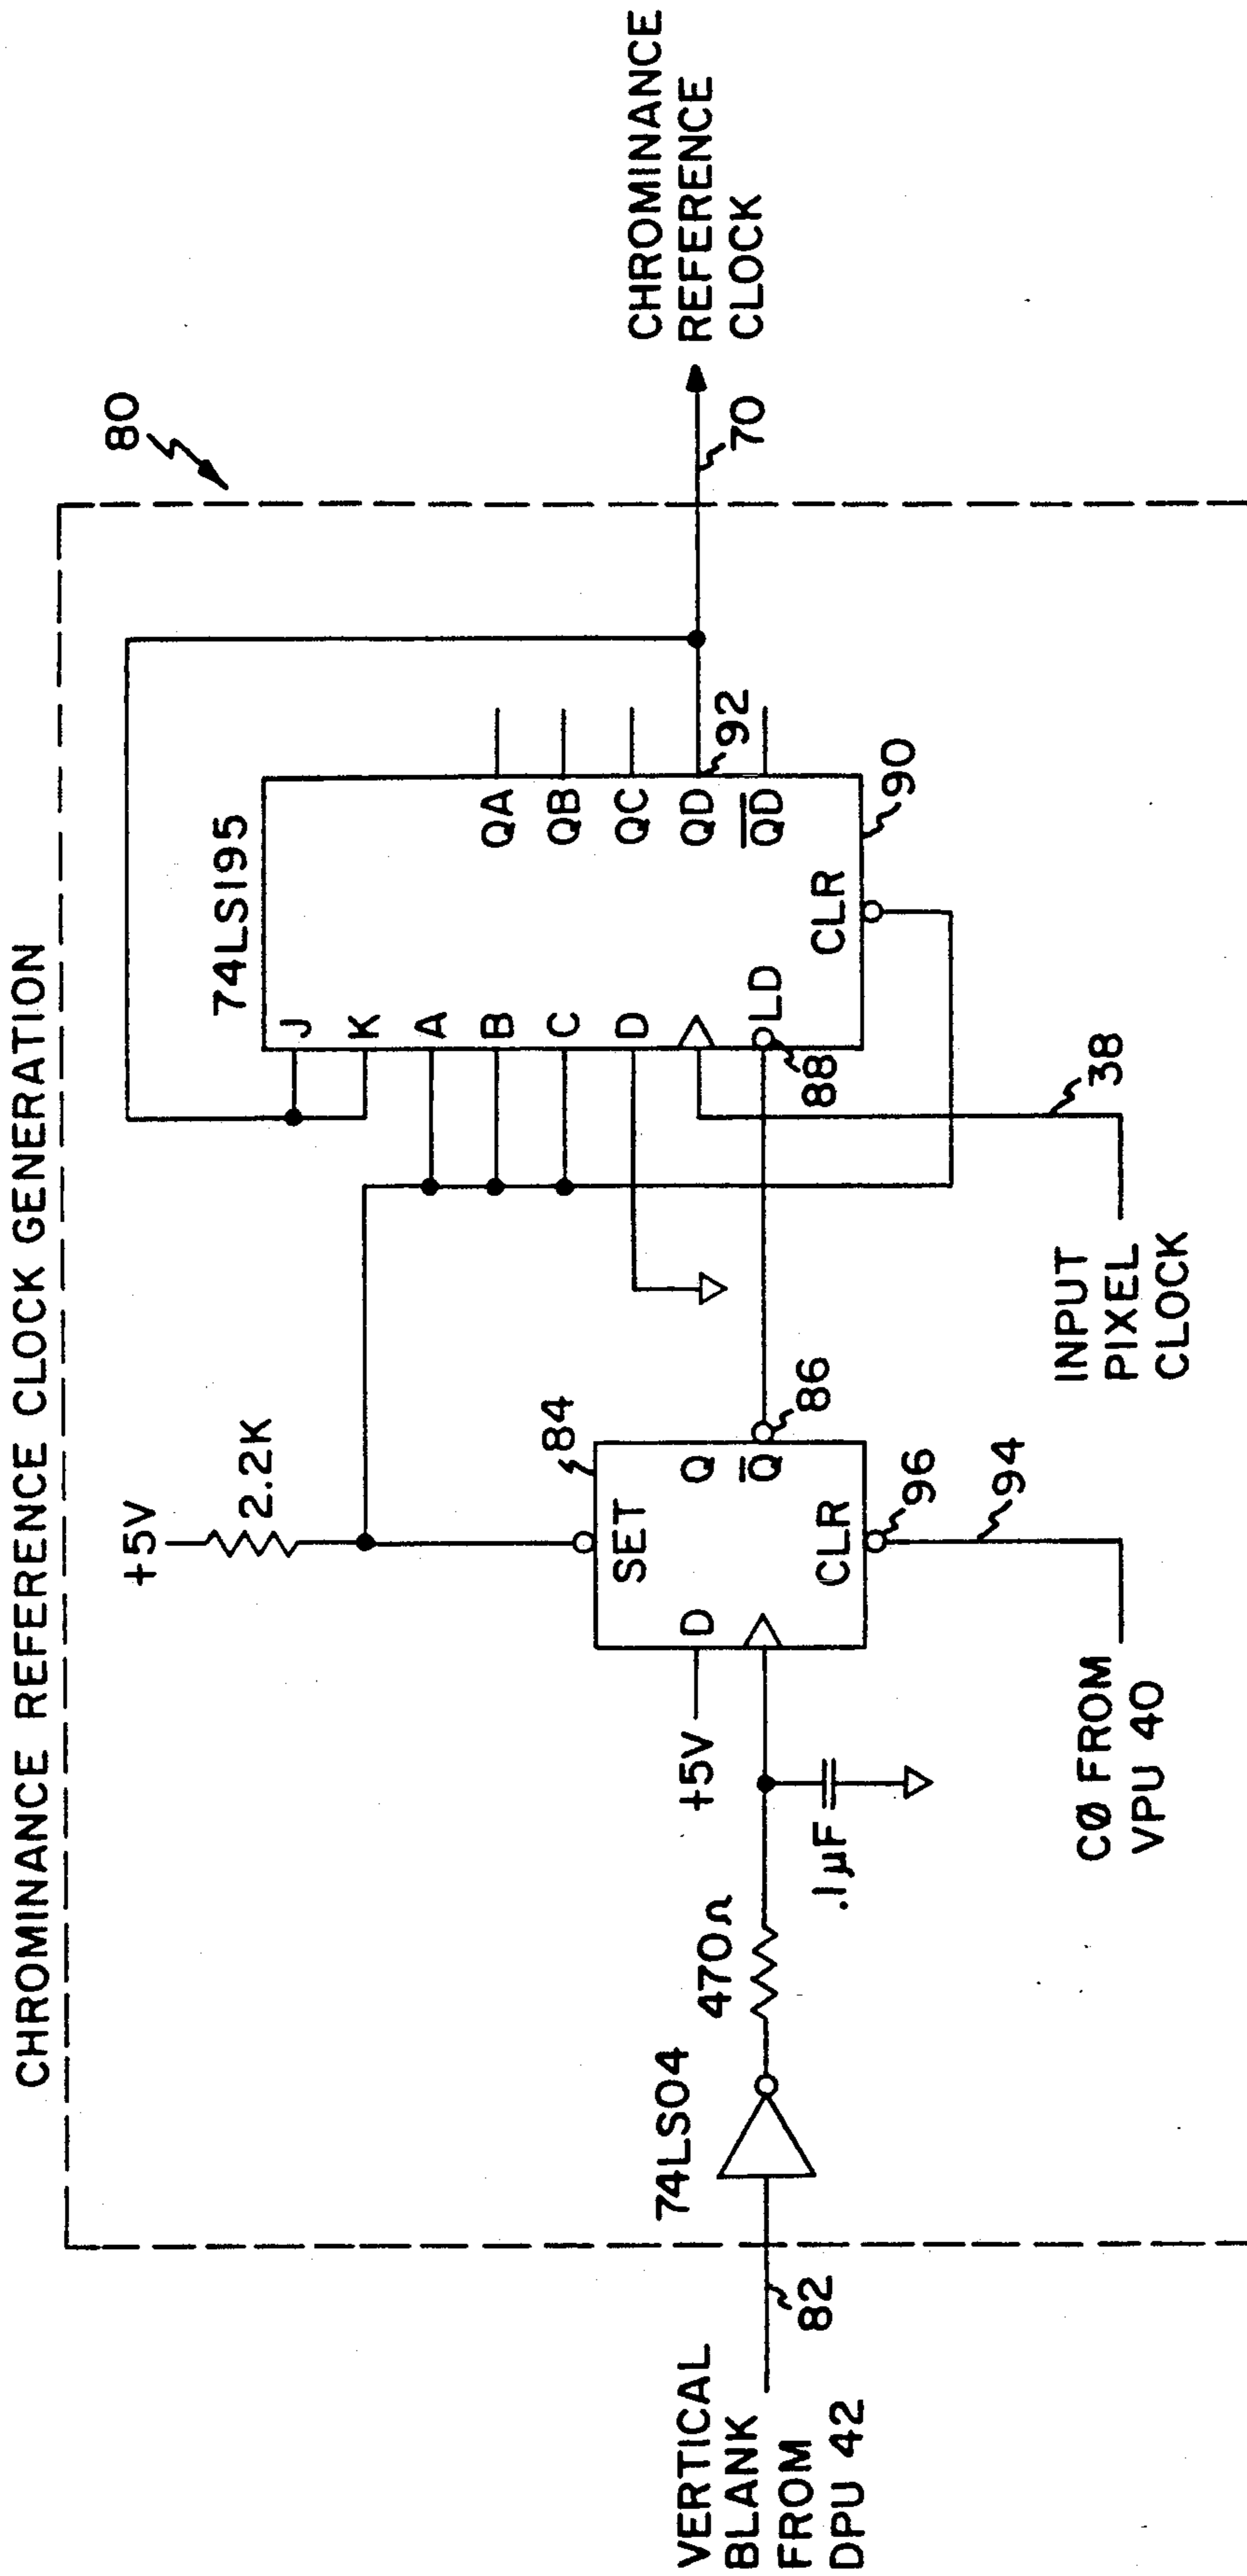 CHROMINANCE REFERENCE CLOCK GENERATION
80
+5V
2.2K
74LS195
J
K
A
B
C
D
LD
CLR
QA
QB
QC
QD
QD
88
90
92
70
CHROMINANCE
REFERENCE
CLOCK
84
SET
D
Q
Q
CLR
86
96
94
+5V
74LS04
470Ω
.1µF
82
VERTICAL
BLANK
FROM
DPU 42
CØ FROM
VPU 40
INPUT
PIXEL
CLOCK
38